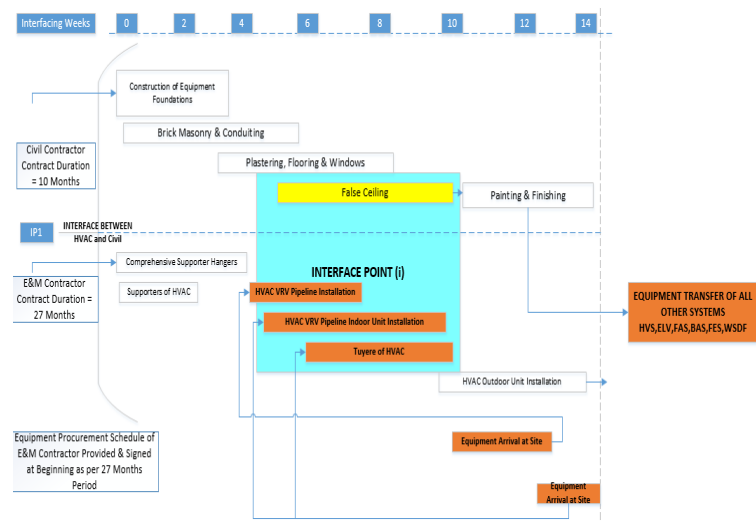 Interfacing Weeks
0
2
4
6
8
10
12
14
Construction of Equipment
Foundations
Brick Masonry & Conduiting
Civil Contractor
Contract Duration
= 10 Months
Plastering, Flooring & Windows
False Ceiling
Painting & Finishing
IP1
INTERFACE BETWEEN
HVAC and Civil
Comprehensive Supporter Hangers
INTERFACE POINT (i)
E&M Contractor
Contract Duration =
27 Months
Supporters of HVAC
HVAC VRV Pipeline Installation
HVAC VRV Pipeline Indoor Unit Installation
Tuyere of HVAC
EQUIPMENT TRANSFER OF ALL
OTHER SYSTEMS
HVS,ELV,FAS,BAS,FES,WSDF
HVAC Outdoor Unit Installation
Equipment Procurement Schedule of
E&M Contractor Provided & Signed
at Beginning as per 27 Months
Period
Equipment Arrival at Site
Equipment
Arrival at Site